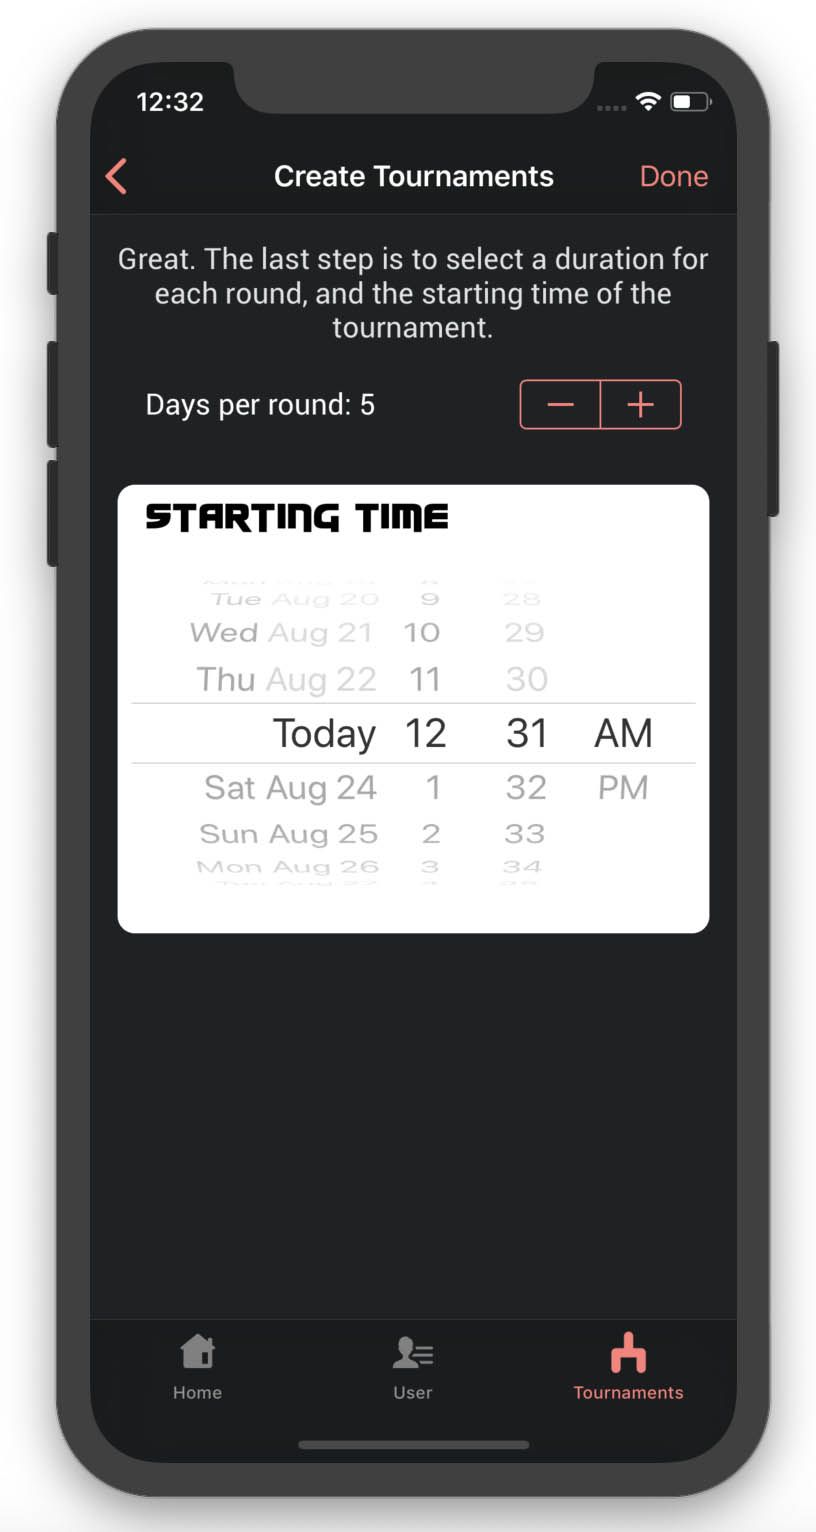 12:32
Create Tournaments
Done
Great. The last step is to select a duration for
each round, and the starting time of the
tournament.
Days per round: 5
STARTING TIME
Tue Aug 20 9 28
Wed Aug 21 10 29
Thu Aug 22 11 30
Today 12 31 AM
Sat Aug 24 1 32 PM
Sun Aug 25 2 33
Mon Aug 26 3 34
Home
User
Tournaments